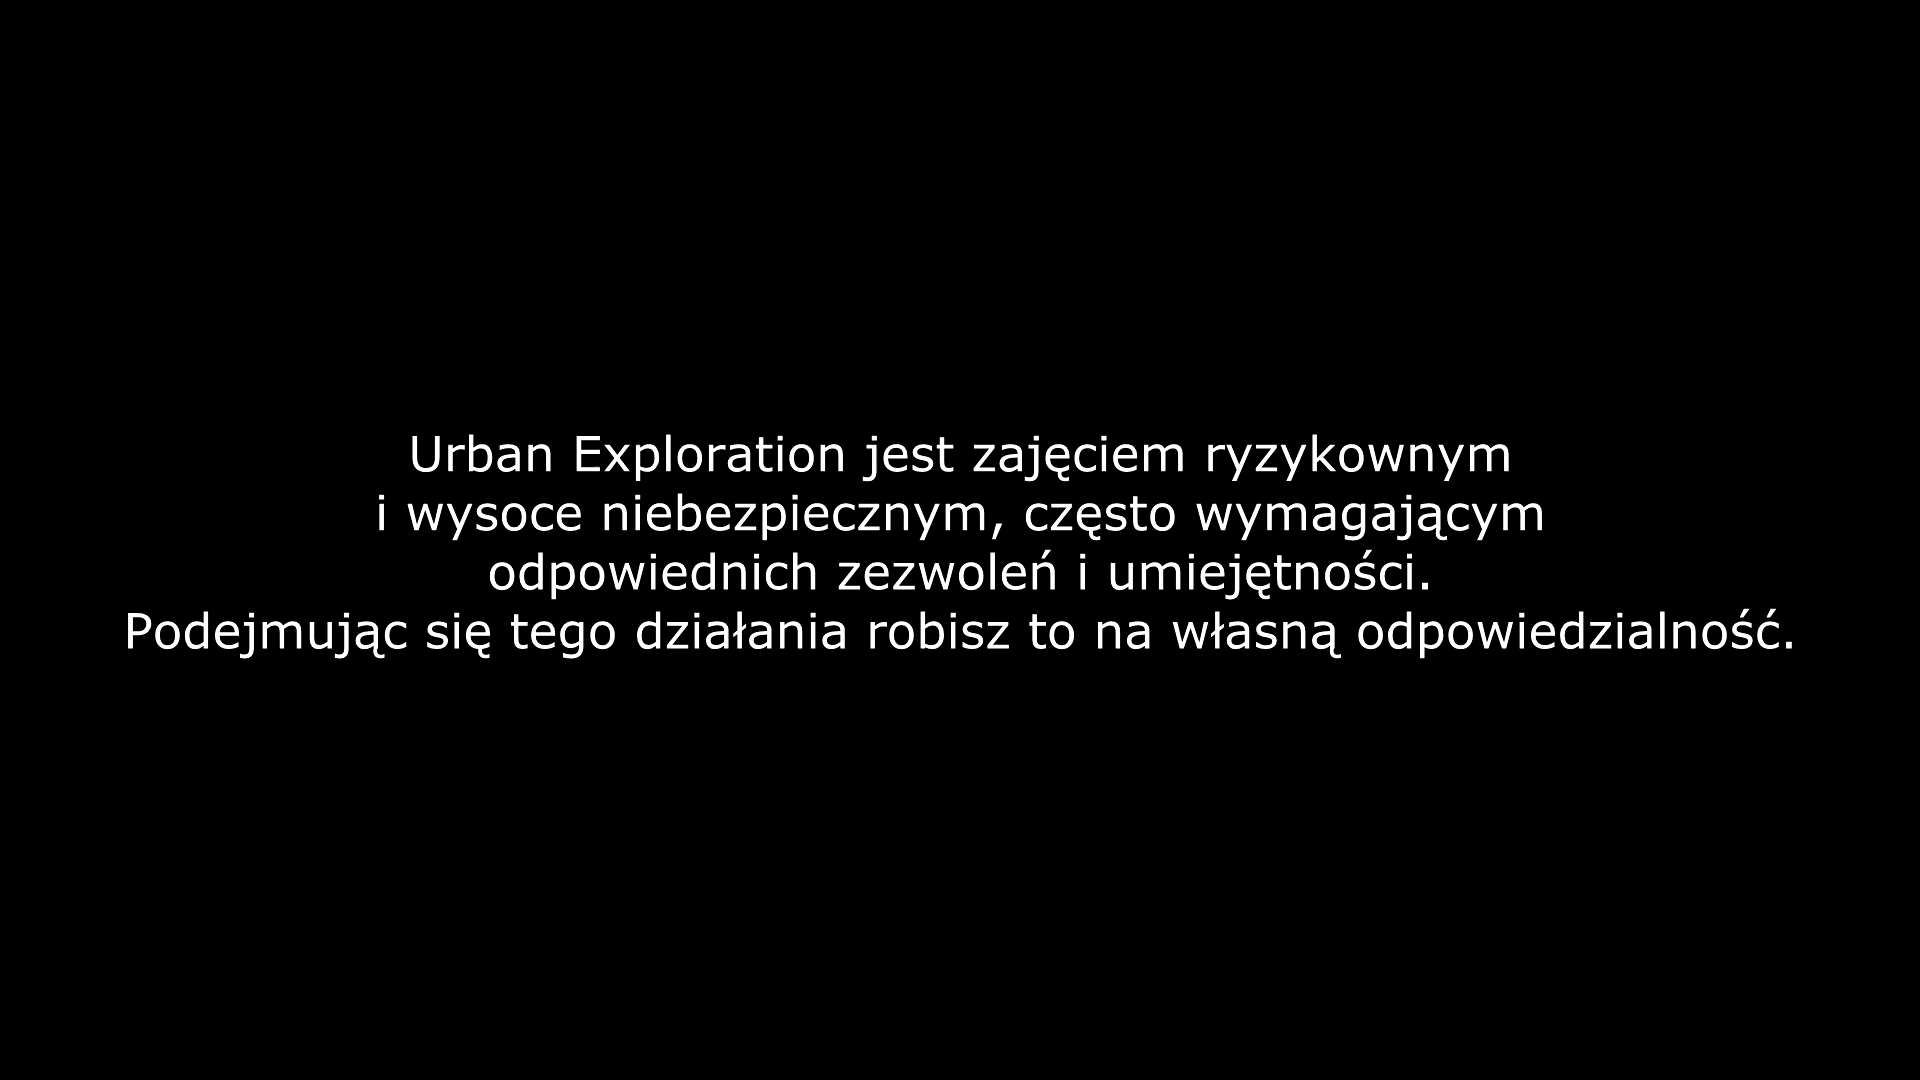 Urban Exploration jest zajęciem ryzykownym
i wysoce niebezpiecznym, często wymagającym
odpowiednich zezwoleń i umiejętności.
Podejmując się tego działania robisz to na własną odpowiedzialność.